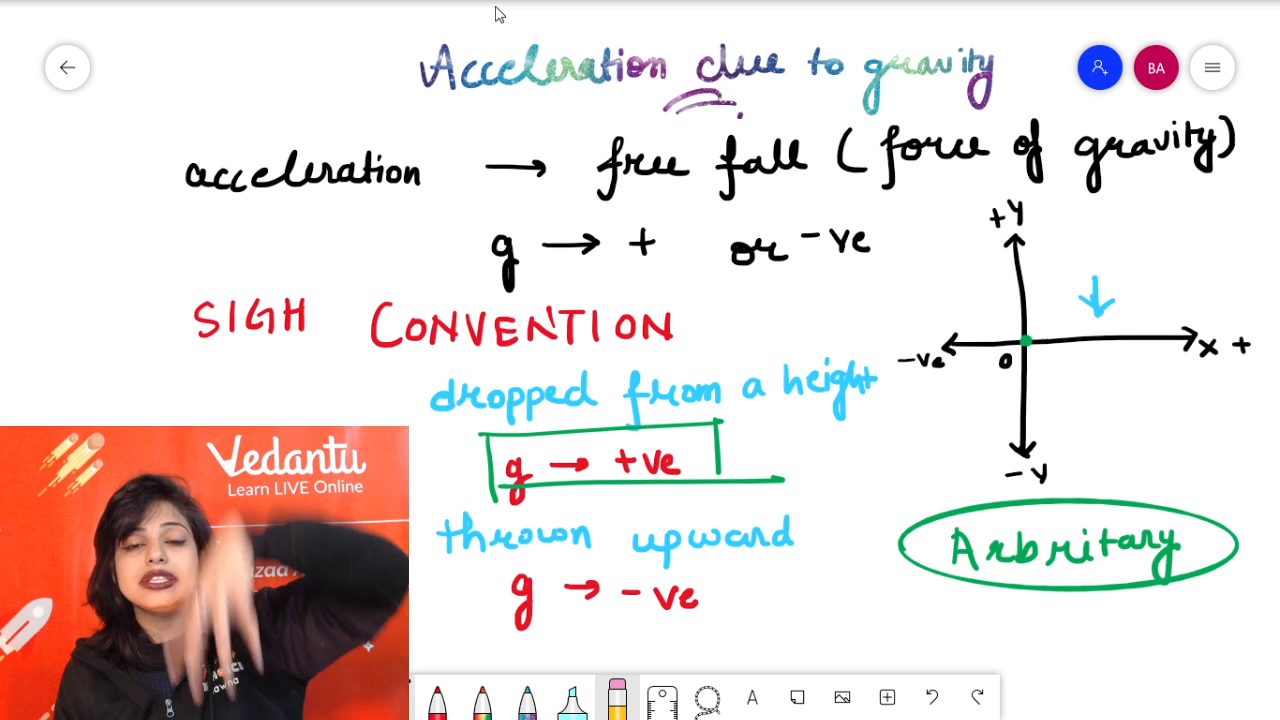 Acceleration due to gravity
BA
acceleration → free fall (force of gravity)
g → + or -ve
+Y
SIGH CONVENTION
-ve
0
X +
dropped from a height
g → +ve
-Y
thrown upward
Arbritary
g → -ve
Vedantu
Learn LIVE Online
A